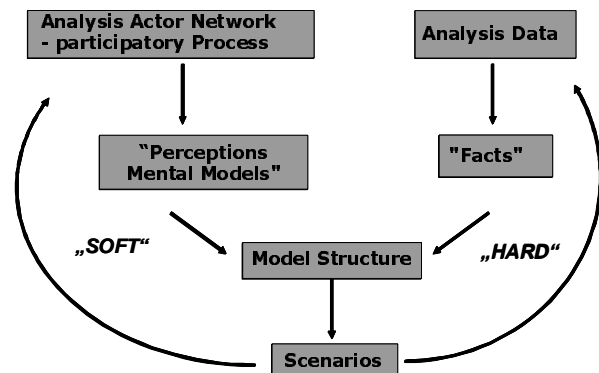 Analysis Actor Network
- participatory Process
Analysis Data
“Perceptions
Mental Models"
"Facts"
„SOFT“
„HARD“
Model Structure
Scenarios